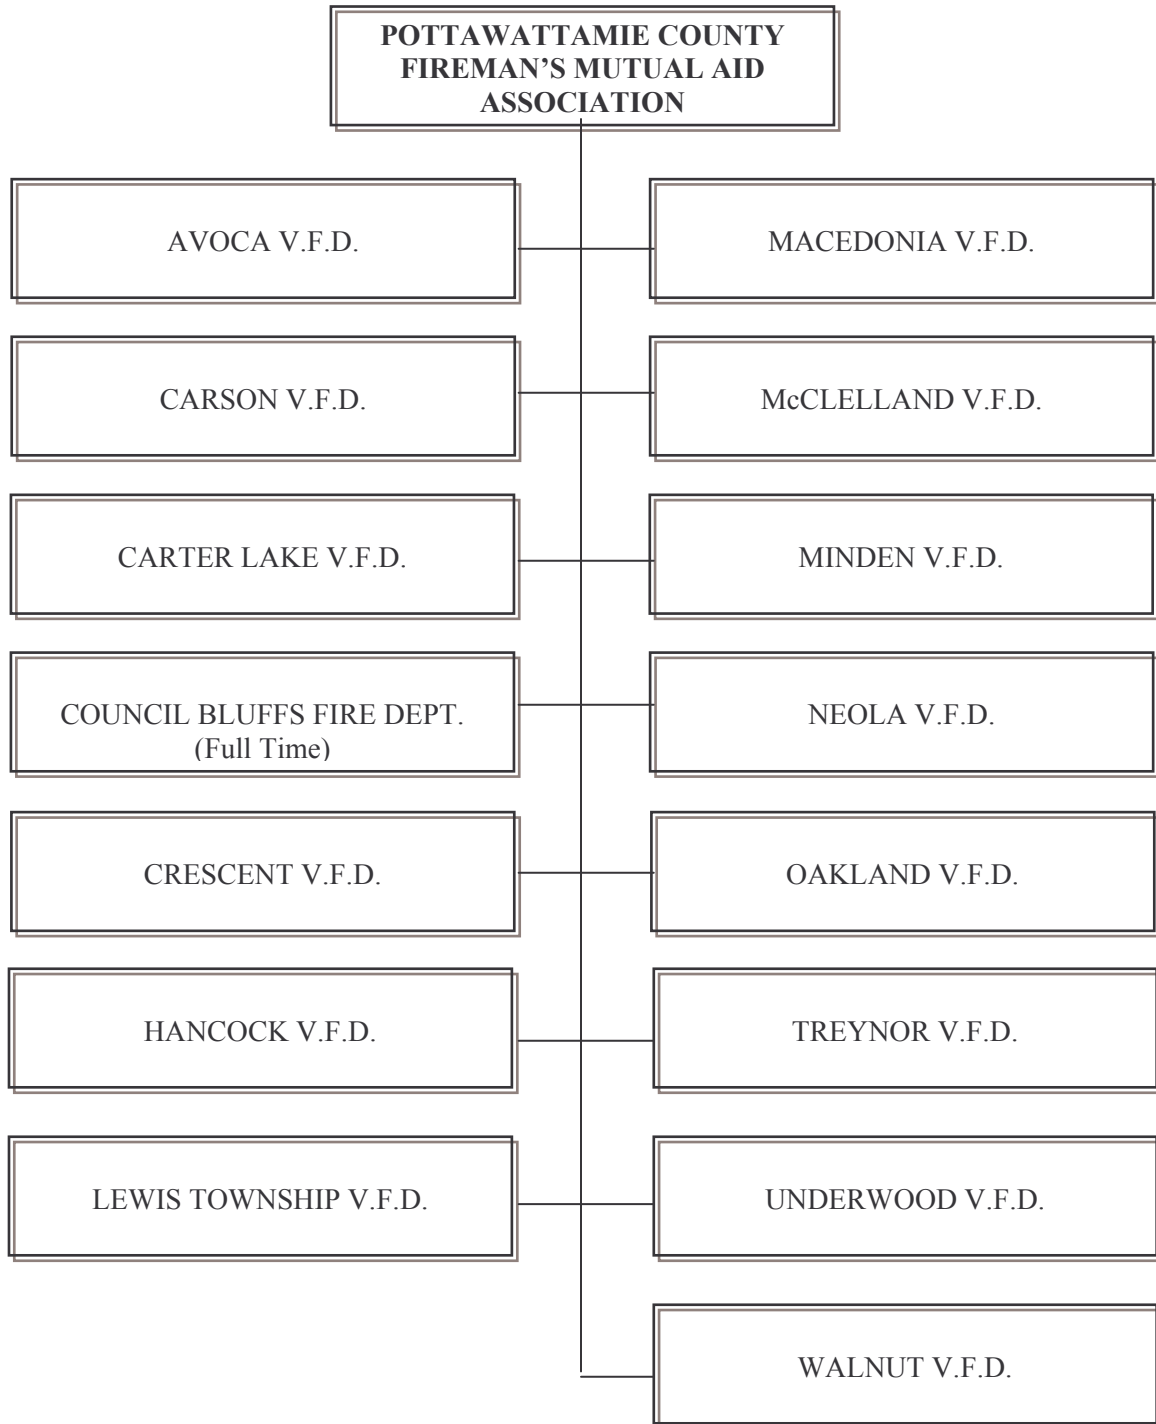 POTTAWATTAMIE COUNTY
FIREMAN'S MUTUAL AID
ASSOCIATION
AVOCA V.F.D.
MACEDONIA V.F.D.
CARSON V.F.D.
McCLELLAND V.F.D.
CARTER LAKE V.F.D.
MINDEN V.F.D.
COUNCIL BLUFFS FIRE DEPT.
(Full Time)
NEOLA V.F.D.
CRESCENT V.F.D.
OAKLAND V.F.D.
HANCOCK V.F.D.
TREYNOR V.F.D.
LEWIS TOWNSHIP V.F.D.
UNDERWOOD V.F.D.
WALNUT V.F.D.